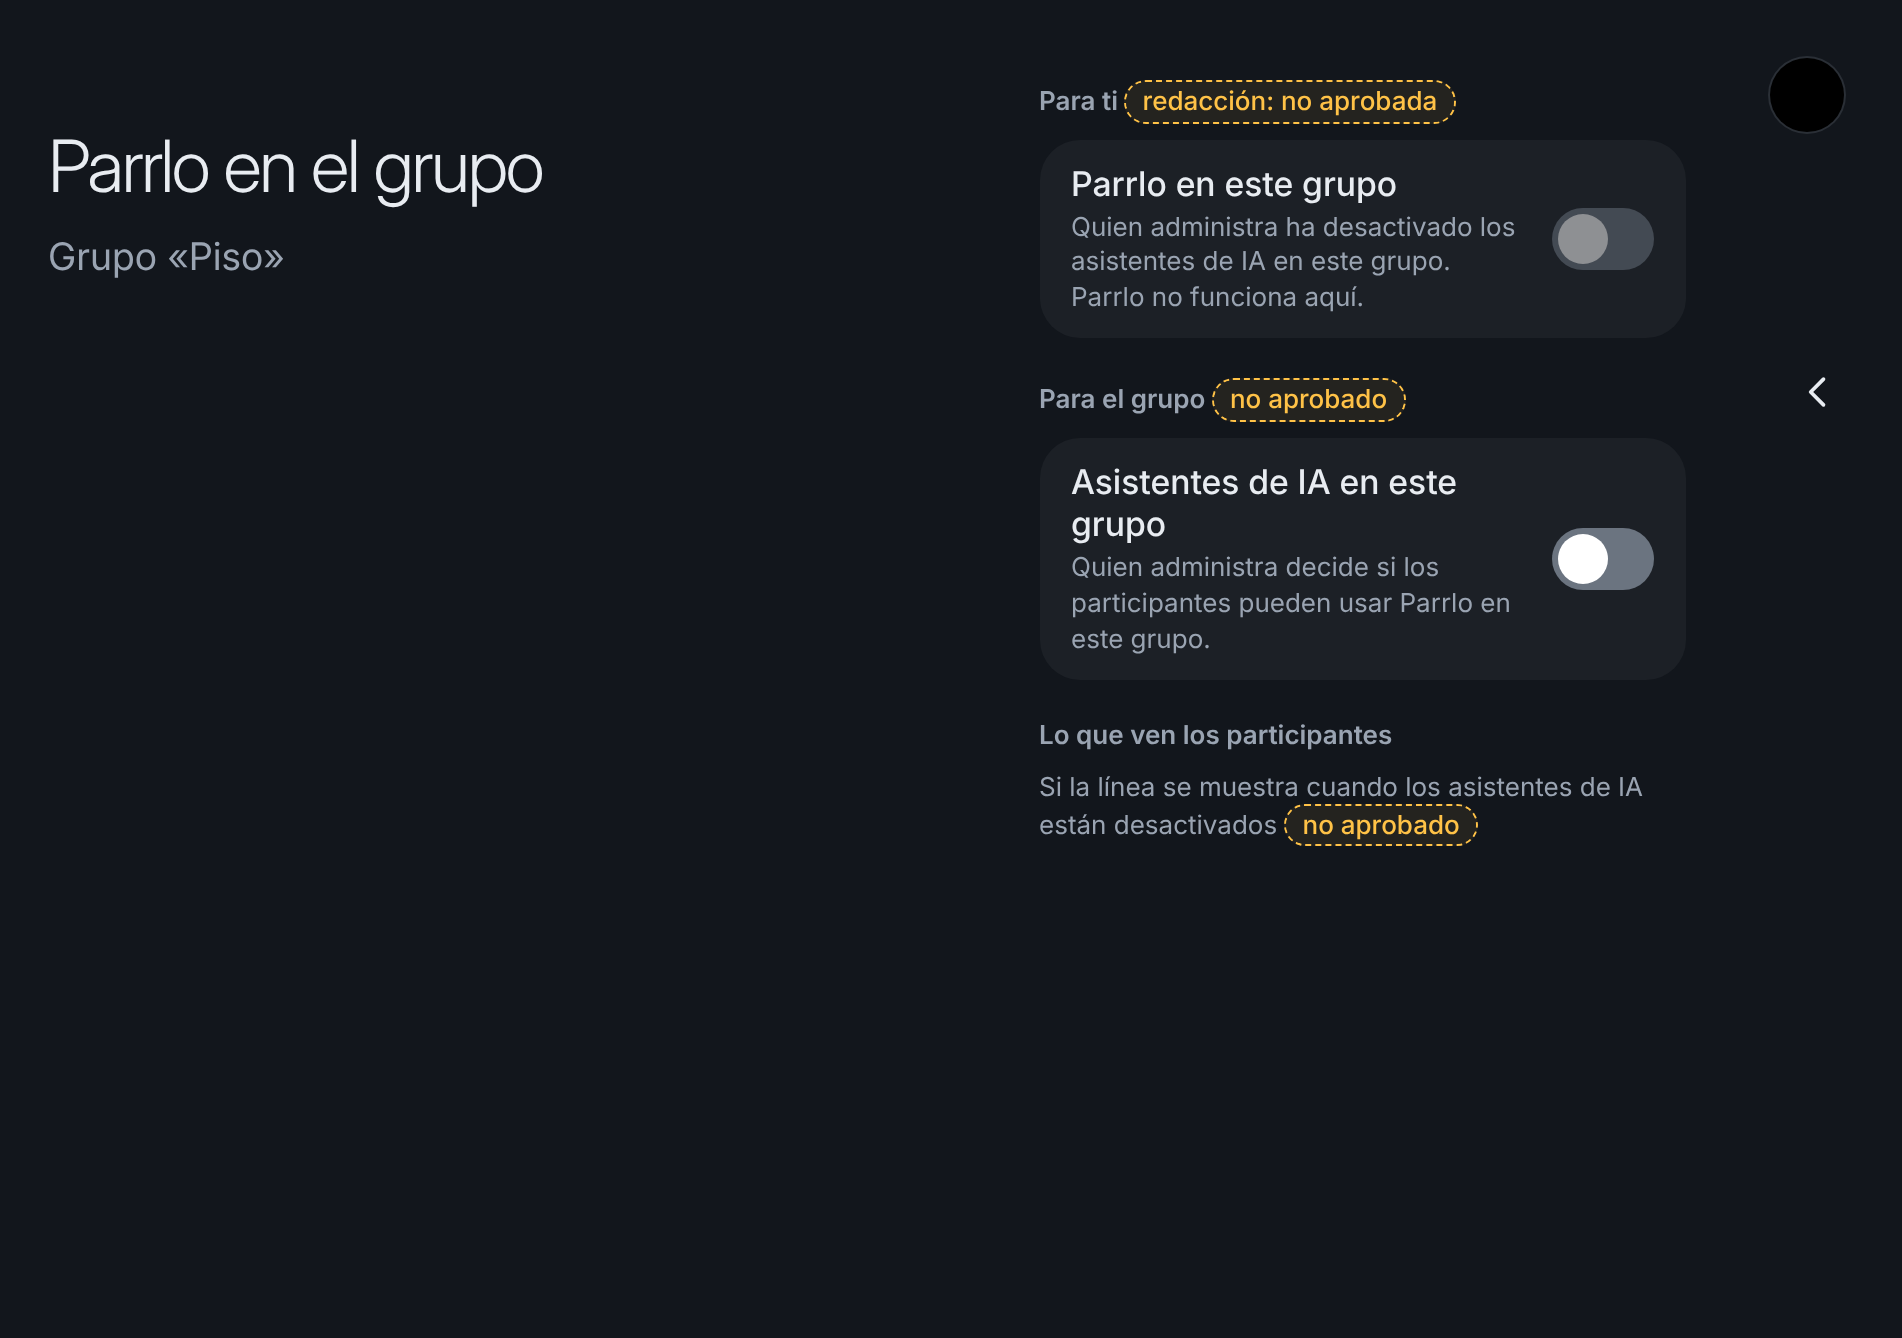 Parrlo en el grupo
Grupo «Piso»
Para ti redacción: no aprobada
Parrlo en este grupo
Quien administra ha desactivado los
asistentes de IA en este grupo.
Parrlo no funciona aquí.
Para el grupo no aprobado
Asistentes de IA en este
grupo
Quien administra decide si los
participantes pueden usar Parrlo en
este grupo.
Lo que ven los participantes
Si la línea se muestra cuando los asistentes de IA
están desactivados no aprobado